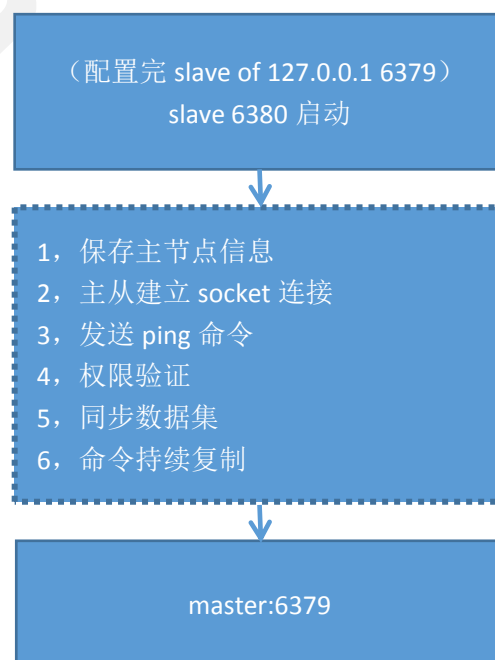 （配置完 slave of 127.0.0.1 6379）
slave 6380 启动
1，保存主节点信息
2，主从建立 socket 连接
3，发送 ping 命令
4，权限验证
5，同步数据集
6，命令持续复制
master:6379